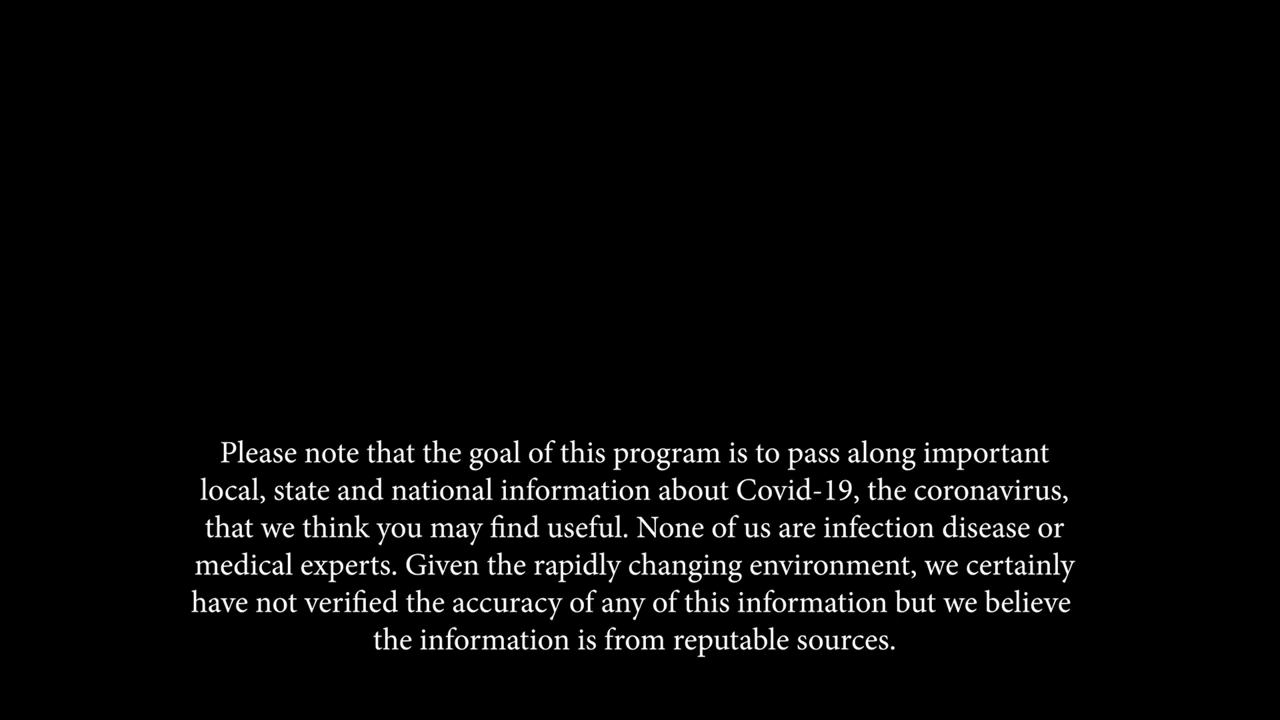 Please note that the goal of this program is to pass along important
local, state and national information about Covid-19, the coronavirus,
that we think you may find useful. None of us are infection disease or
medical experts. Given the rapidly changing environment, we certainly
have not verified the accuracy of any of this information but we believe
the information is from reputable sources.